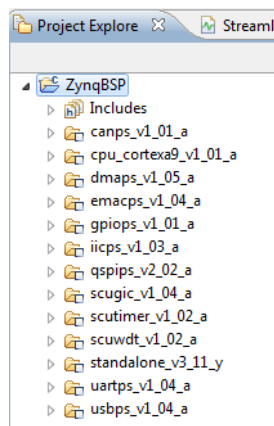 Project Explore
Streaml
ZynqBSP
Includes
canps_v1_01_a
cpu_cortexa9_v1_01_a
dmaps_v1_05_a
emacps_v1_04_a
gpiops_v1_01_a
iicps_v1_03_a
qspips_v2_02_a
scugic_v1_04_a
scutimer_v1_02_a
scuwdt_v1_02_a
standalone_v3_11_y
uartps_v1_04_a
usbps_v1_04_a